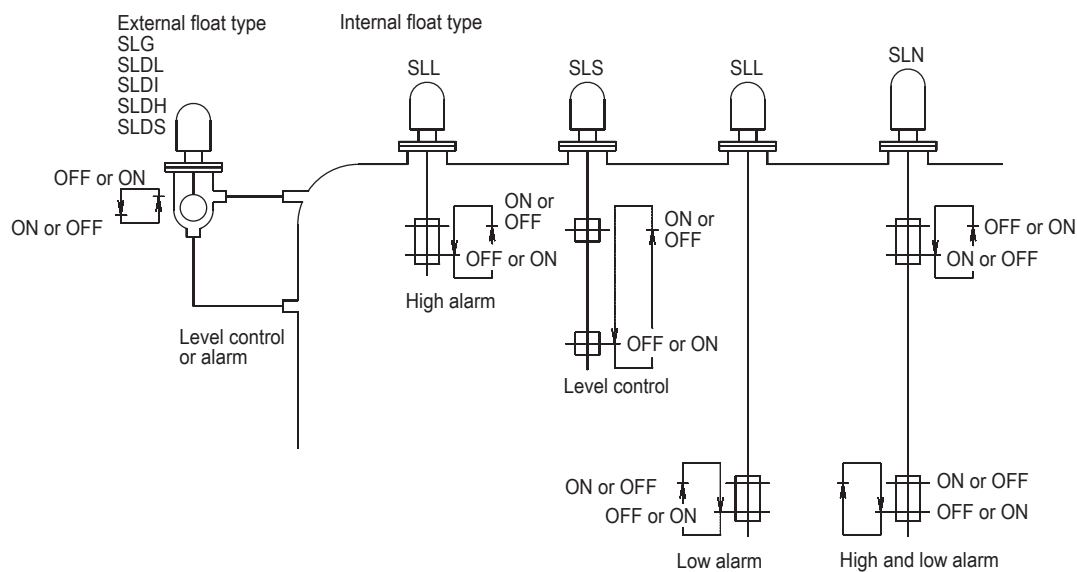 External float type
SLG
SLDL
SLDI
SLDH
SLDS
OFF or ON
ON or OFF
Level control
or alarm
Internal float type
SLL
ON or
OFF
OFF or ON
High alarm
SLS
ON or
OFF
OFF or ON
Level control
SLL
ON or OFF
OFF or ON
Low alarm
SLN
OFF or ON
ON or OFF
ON or OFF
OFF or ON
High and low alarm